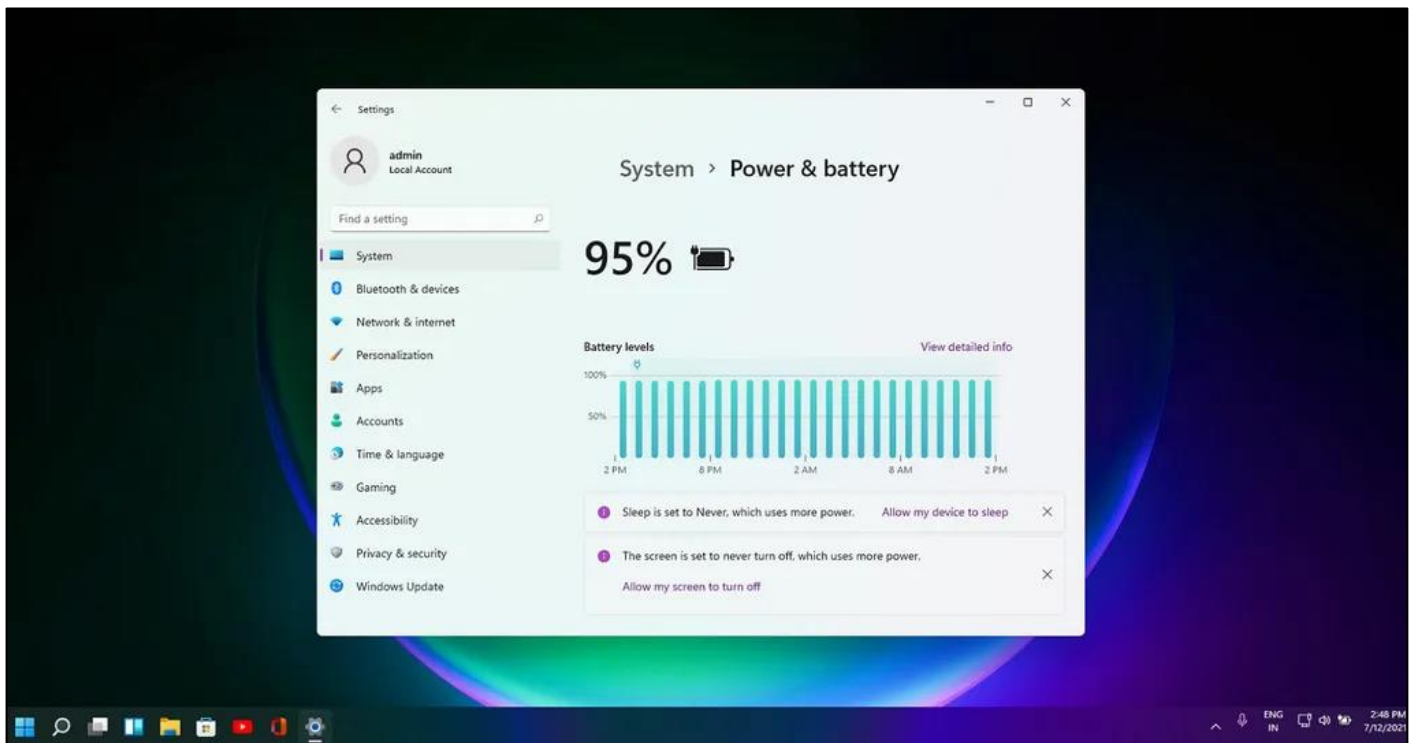 Settings
admin
Local Account
System > Power & battery
Find a setting
System
Bluetooth & devices
Network & internet
Personalization
Apps
Accounts
Time & language
Gaming
Accessibility
Privacy & security
Windows Update
95%
Battery levels
View detailed info
100%
50%
2 PM 8 PM 2 AM 8 AM 2 PM
Sleep is set to Never, which uses more power. Allow my device to sleep
The screen is set to never turn off, which uses more power.
Allow my screen to turn off
ENG
IN
2:48 PM
7/12/2021